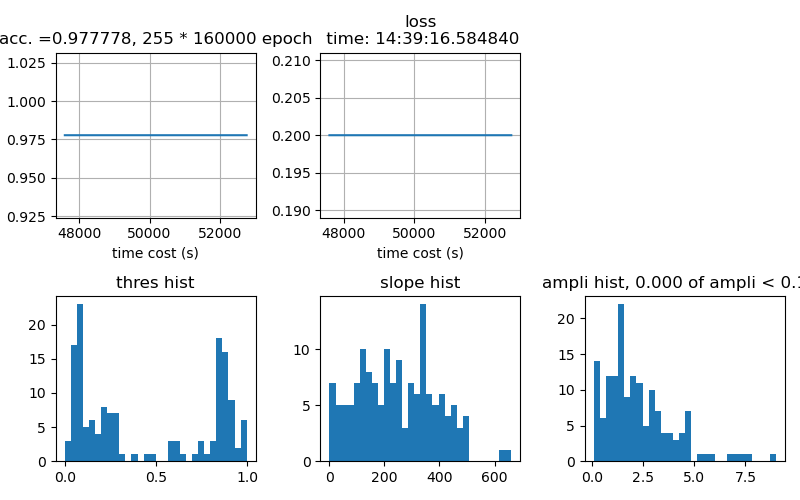 acc. =0.977778, 255 * 160000 epoch
loss
time: 14:39:16.584840
1.025
1.000
0.975
0.950
0.925
48000 50000 52000
time cost (s)
0.210
0.205
0.200
0.195
0.190
48000 50000 52000
time cost (s)
thres hist
20
15
10
5
0
0.0 0.5 1.0
slope hist
10
5
0
0 200 400 600
ampli hist, 0.000 of ampli < 0.1
20
15
10
5
0
0.0 2.5 5.0 7.5